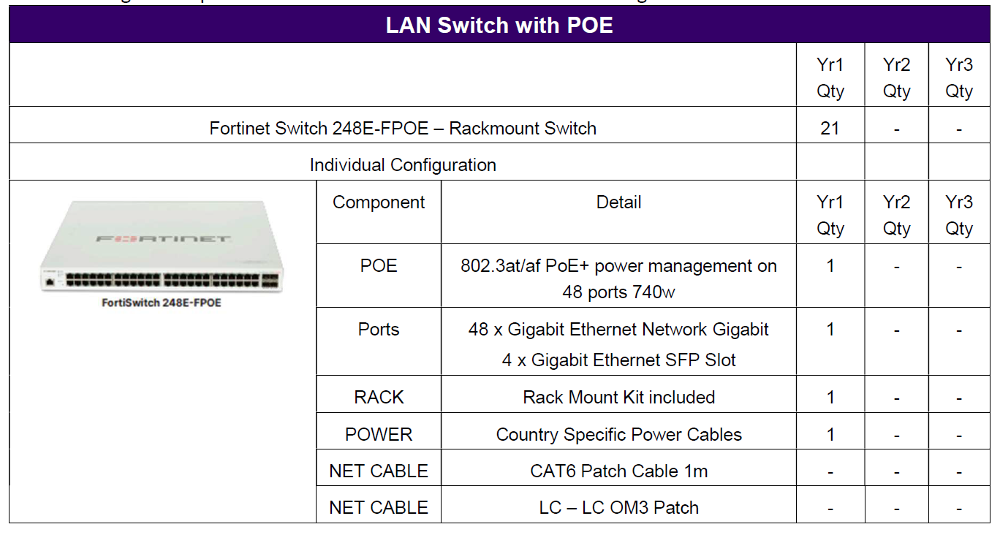 LAN Switch with POE
Yr1 Yr2 Yr3
Qty Qty Qty
Fortinet Switch 248E-FPOE – Rackmount Switch 21 - -
Individual Configuration
FORTINET
FortiSwitch 248E-FPOE
Component Detail Yr1 Yr2 Yr3
Qty Qty Qty
POE 802.3at/af PoE+ power management on 1 - -
48 ports 740w
Ports 48 x Gigabit Ethernet Network Gigabit 1 - -
4 x Gigabit Ethernet SFP Slot
RACK Rack Mount Kit included 1 - -
POWER Country Specific Power Cables 1 - -
NET CABLE CAT6 Patch Cable 1m - - -
NET CABLE LC – LC OM3 Patch - - -